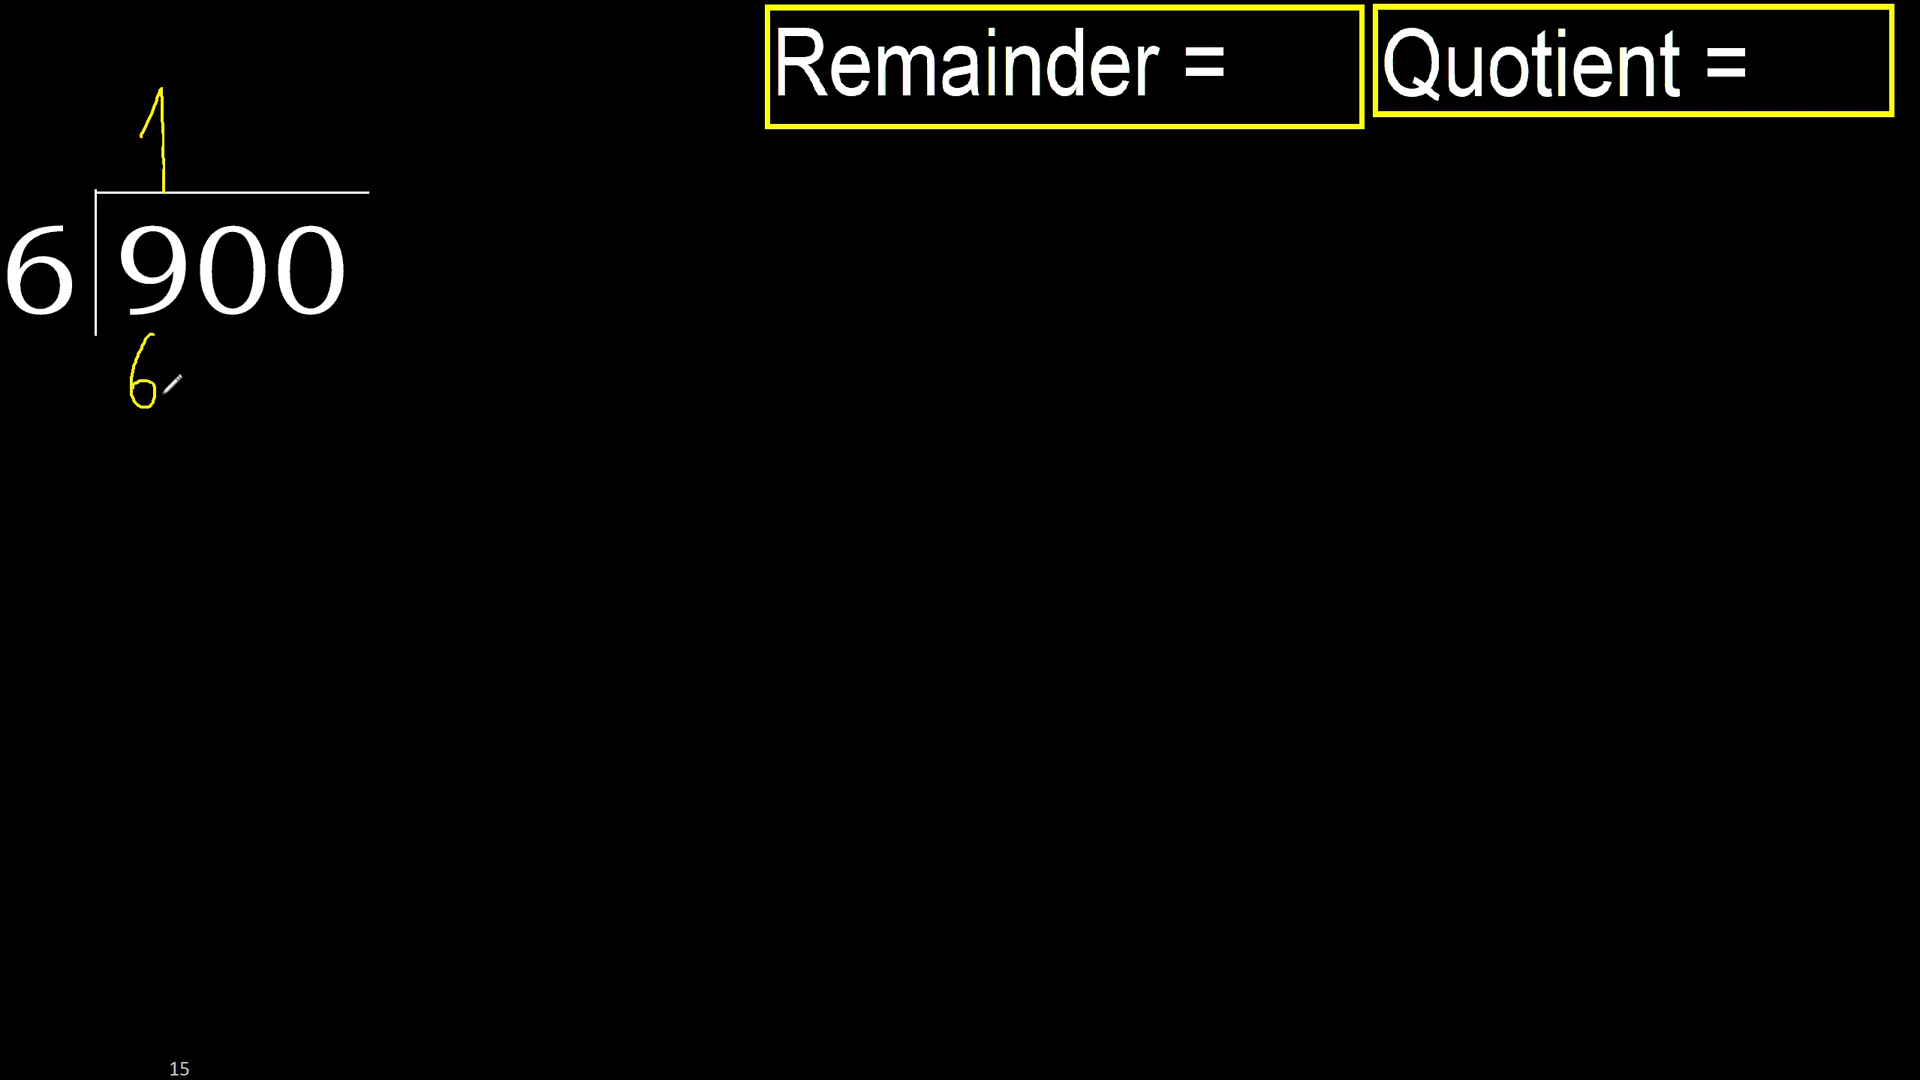 Remainder = Quotient =
1
6 900
6
15